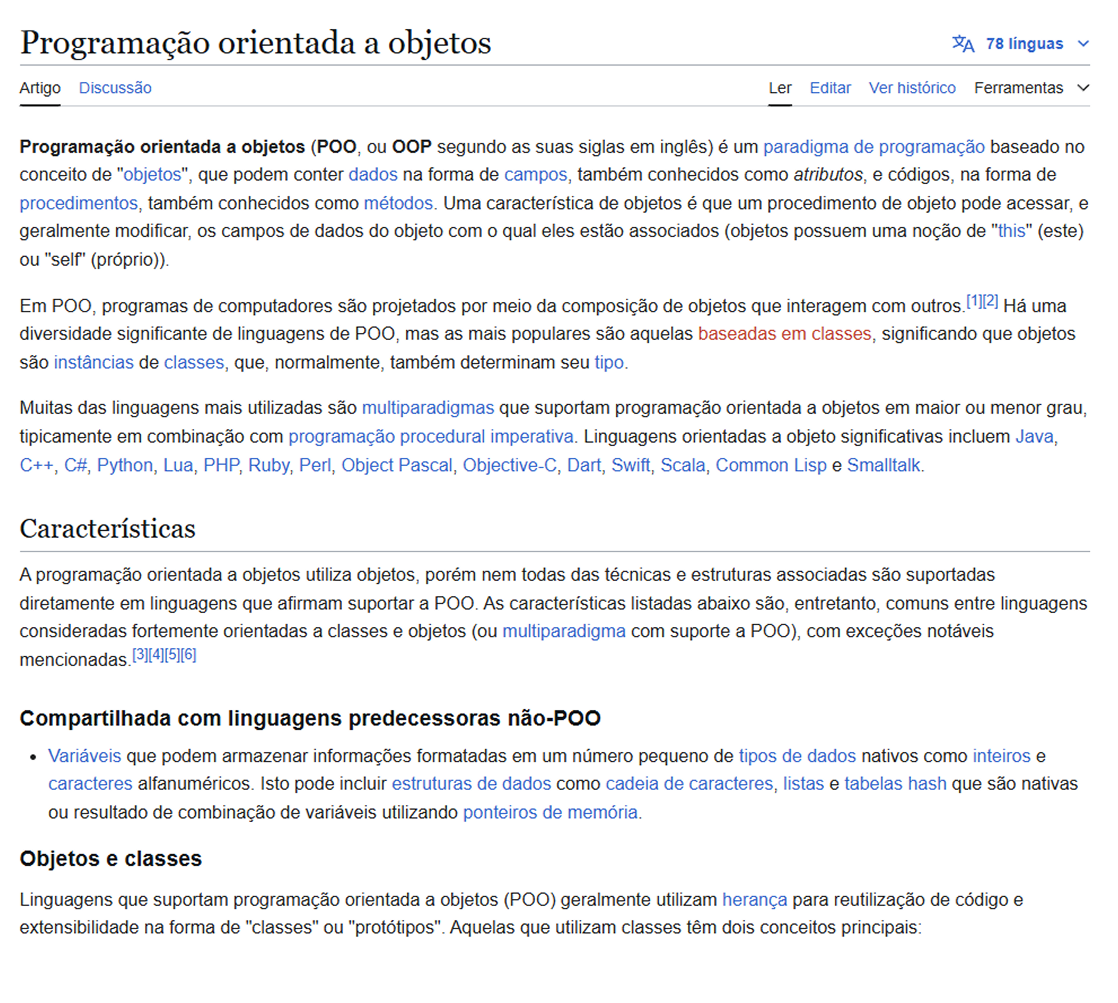 Programação orientada a objetos
78 línguas
Artigo Discussão Ler Editar Ver histórico Ferramentas
Programação orientada a objetos (POO, ou OOP segundo as suas siglas em inglês) é um paradigma de programação baseado no
conceito de "objetos", que podem conter dados na forma de campos, também conhecidos como atributos, e códigos, na forma de
procedimentos, também conhecidos como métodos. Uma característica de objetos é que um procedimento de objeto pode acessar, e
geralmente modificar, os campos de dados do objeto com o qual eles estão associados (objetos possuem uma noção de "this" (este)
ou "self" (próprio)).
Em POO, programas de computadores são projetados por meio da composição de objetos que interagem com outros.[1][2] Há uma
diversidade significante de linguagens de POO, mas as mais populares são aquelas baseadas em classes, significando que objetos
são instâncias de classes, que, normalmente, também determinam seu tipo.
Muitas das linguagens mais utilizadas são multiparadigmas que suportam programação orientada a objetos em maior ou menor grau,
tipicamente em combinação com programação procedural imperativa. Linguagens orientadas a objeto significativas incluem Java,
C++, C#, Python, Lua, PHP, Ruby, Perl, Object Pascal, Objective-C, Dart, Swift, Scala, Common Lisp e Smalltalk.
Características
A programação orientada a objetos utiliza objetos, porém nem todas das técnicas e estruturas associadas são suportadas
diretamente em linguagens que afirmam suportar a POO. As características listadas abaixo são, entretanto, comuns entre linguagens
consideradas fortemente orientadas a classes e objetos (ou multiparadigma com suporte a POO), com exceções notáveis
mencionadas.[3][4][5][6]
Compartilhada com linguagens predecessoras não-POO
• Variáveis que podem armazenar informações formatadas em um número pequeno de tipos de dados nativos como inteiros e
caracteres alfanuméricos. Isto pode incluir estruturas de dados como cadeia de caracteres, listas e tabelas hash que são nativas
ou resultado de combinação de variáveis utilizando ponteiros de memória.
Objetos e classes
Linguagens que suportam programação orientada a objetos (POO) geralmente utilizam herança para reutilização de código e
extensibilidade na forma de "classes" ou "protótipos". Aquelas que utilizam classes têm dois conceitos principais: